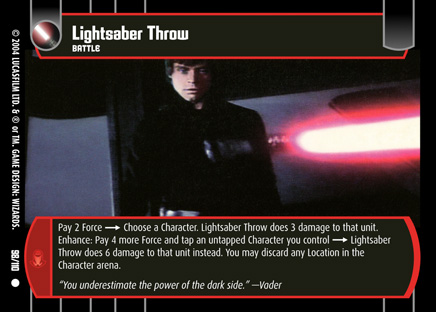 Lightsaber Throw
BATTLE
Pay 2 Force → Choose a Character. Lightsaber Throw does 3 damage to that unit.
Enhance: Pay 4 more Force and tap an untapped Character you control → Lightsaber
Throw does 6 damage to that unit instead. You may discard any Location in the
Character arena.
"You underestimate the power of the dark side." —Vader
© 2004 LUCASFILM LTD. & ® or TM. GAME DESIGN: WIZARDS.